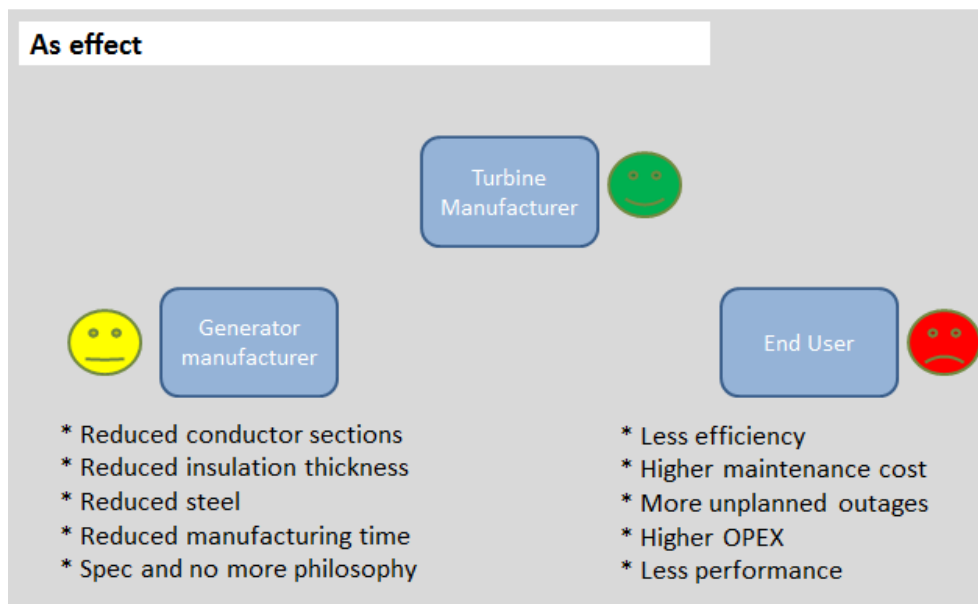 As effect
Turbine
Manufacturer
Generator
manufacturer
End User
* Reduced conductor sections
* Reduced insulation thickness
* Reduced steel
* Reduced manufacturing time
* Spec and no more philosophy
* Less efficiency
* Higher maintenance cost
* More unplanned outages
* Higher OPEX
* Less performance